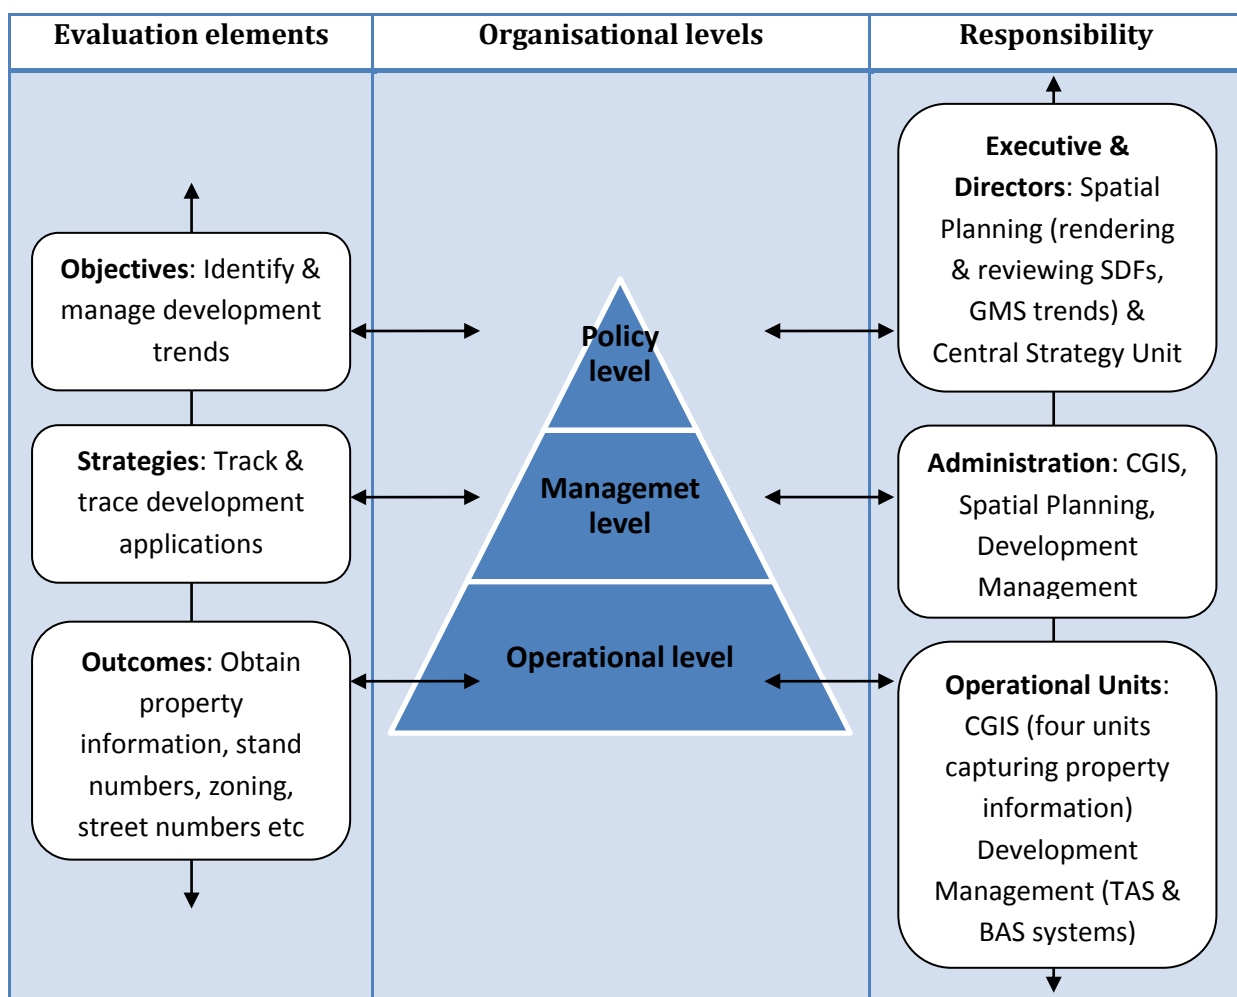 Evaluation elements
Organisational levels
Responsibility
Objectives: Identify &
manage development
trends
Strategies: Track &
trace development
applications
Outcomes: Obtain
property
information, stand
numbers, zoning,
street numbers etc
Policy
level
Managemet
level
Operational level
Executive &
Directors: Spatial
Planning (rendering
& reviewing SDFs,
GMS trends) &
Central Strategy Unit
Administration: CGIS,
Spatial Planning,
Development
Management
Operational Units:
CGIS (four units
capturing property
information)
Development
Management (TAS &
BAS systems)